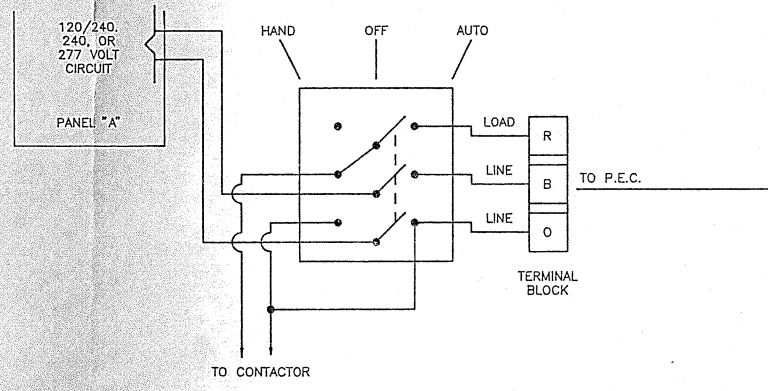 120/240.
240, OR
277 VOLT
CIRCUIT
PANEL "A"
HAND
OFF
AUTO
LOAD
R
LINE
B
TO P.E.C.
LINE
O
TERMINAL
BLOCK
TO CONTACTOR